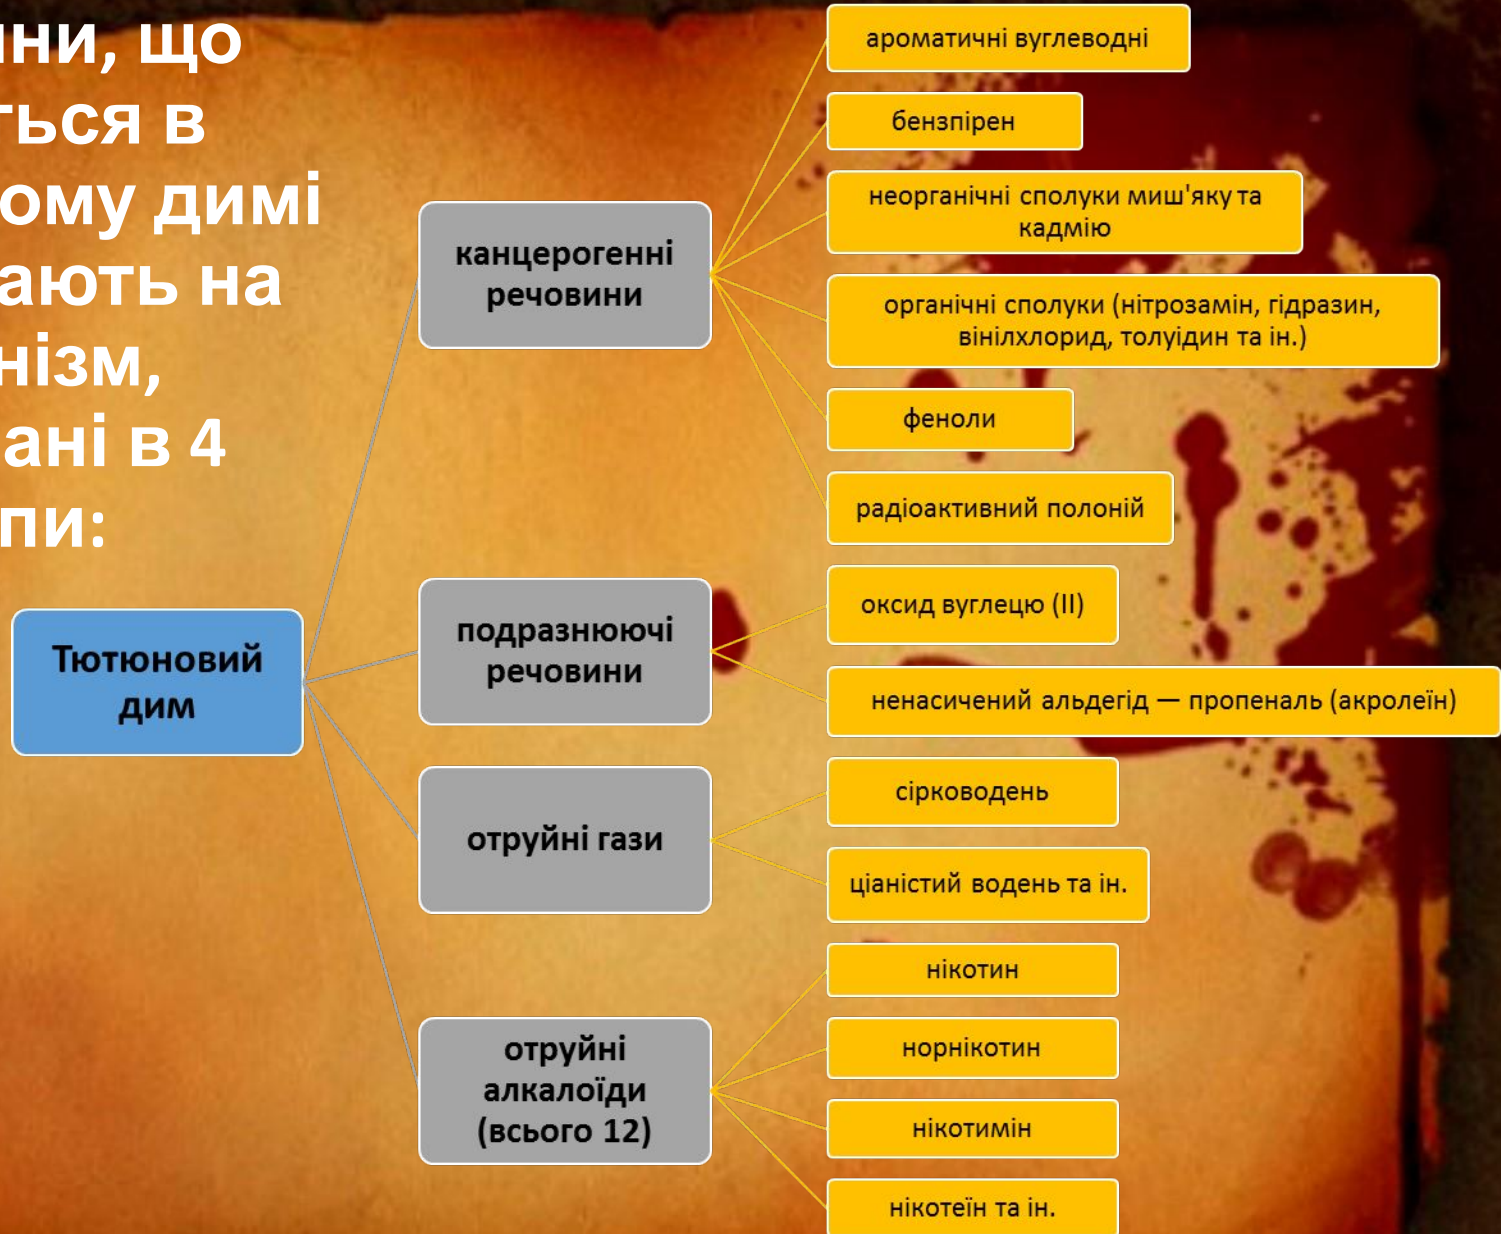 ини, що
ться в
ому димі
ають на
нізм,
ані в 4
пи:
Тютюновий
дим
канцерогенні
речовини
ароматичні вуглеводні
бензпірен
неорганічні сполуки миш'яку та
кадмію
органічні сполуки (нітрозамін, гідразин,
вінілхлорид, толуідин та ін.)
феноли
радіоактивний полоній
подразнюючі
речовини
оксид вуглецю (II)
ненасичений альдегід — пропеналь (акролеїн)
отруйні гази
сірководень
ціаністий водень та ін.
отруйні
алкалоїди
(всього 12)
нікотин
норнікотин
нікотимін
нікотеїн та ін.